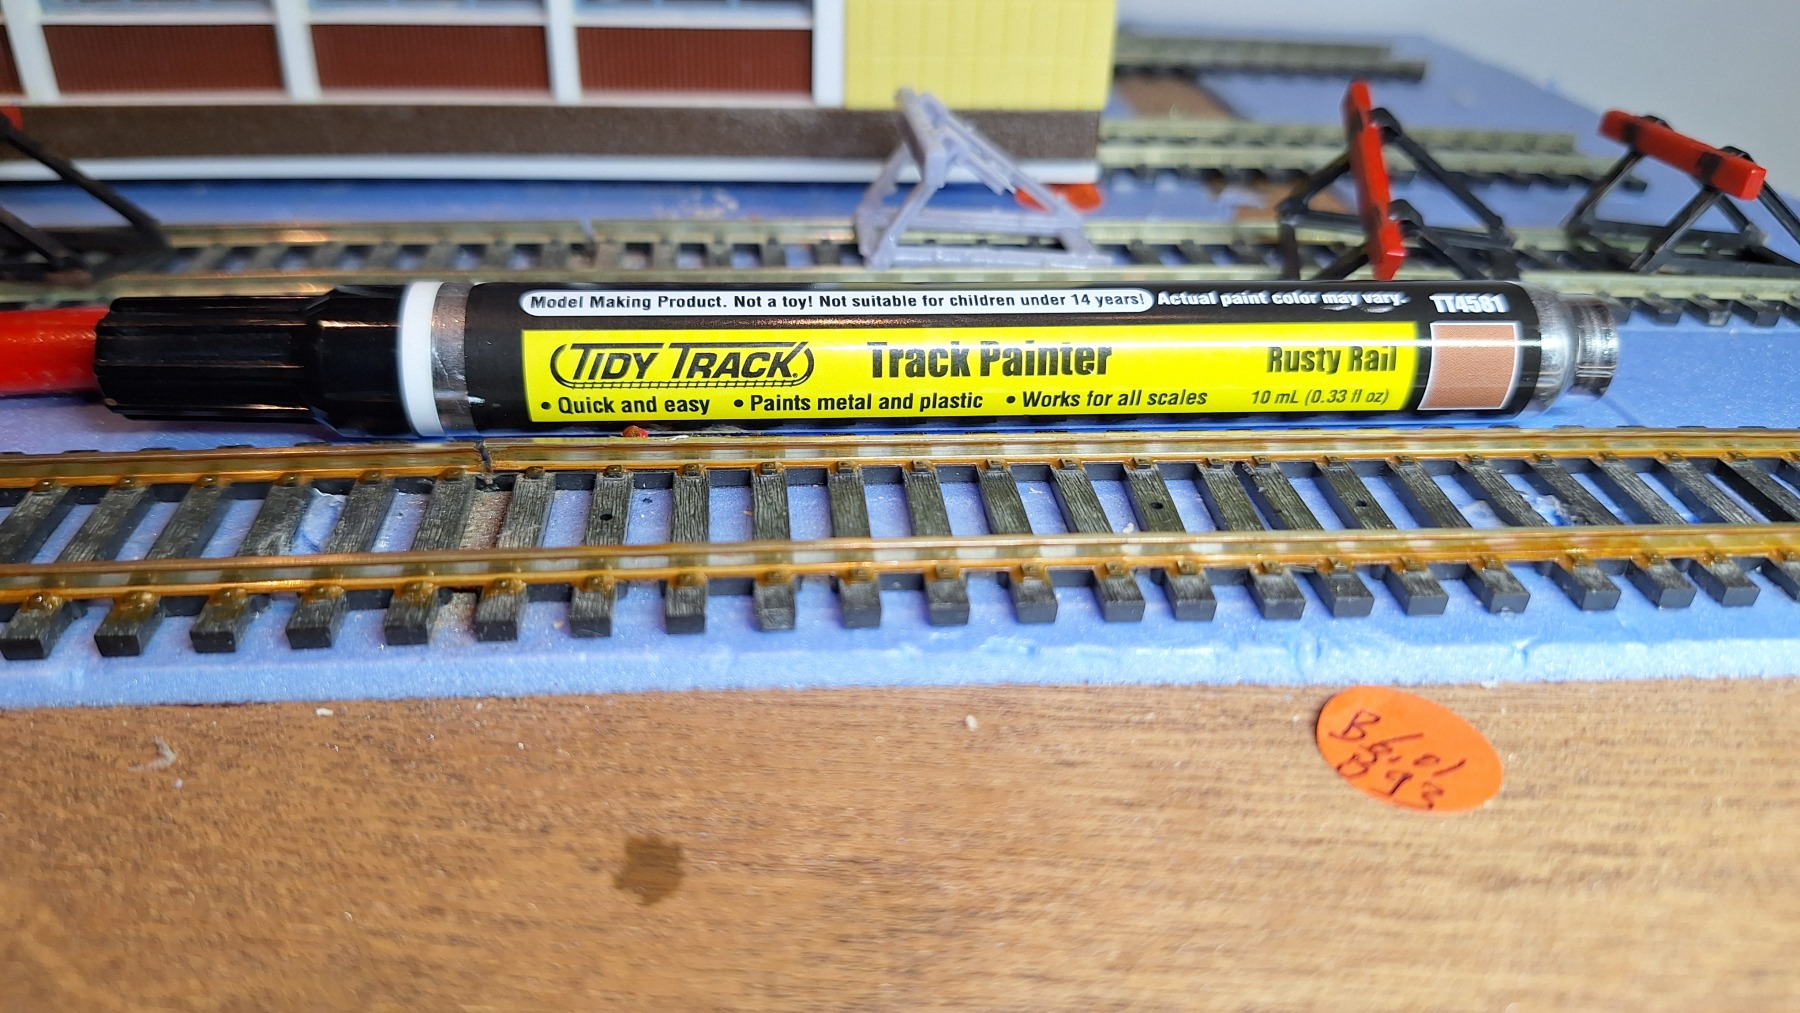 Model Making Product. Not a toy! Not suitable for children under 14 years! Actual paint color may vary. TT4581
TIDY TRACK Track Painter Rusty Rail
• Quick and easy • Paints metal and plastic • Works for all scales 10 mL (0.33 fl oz)